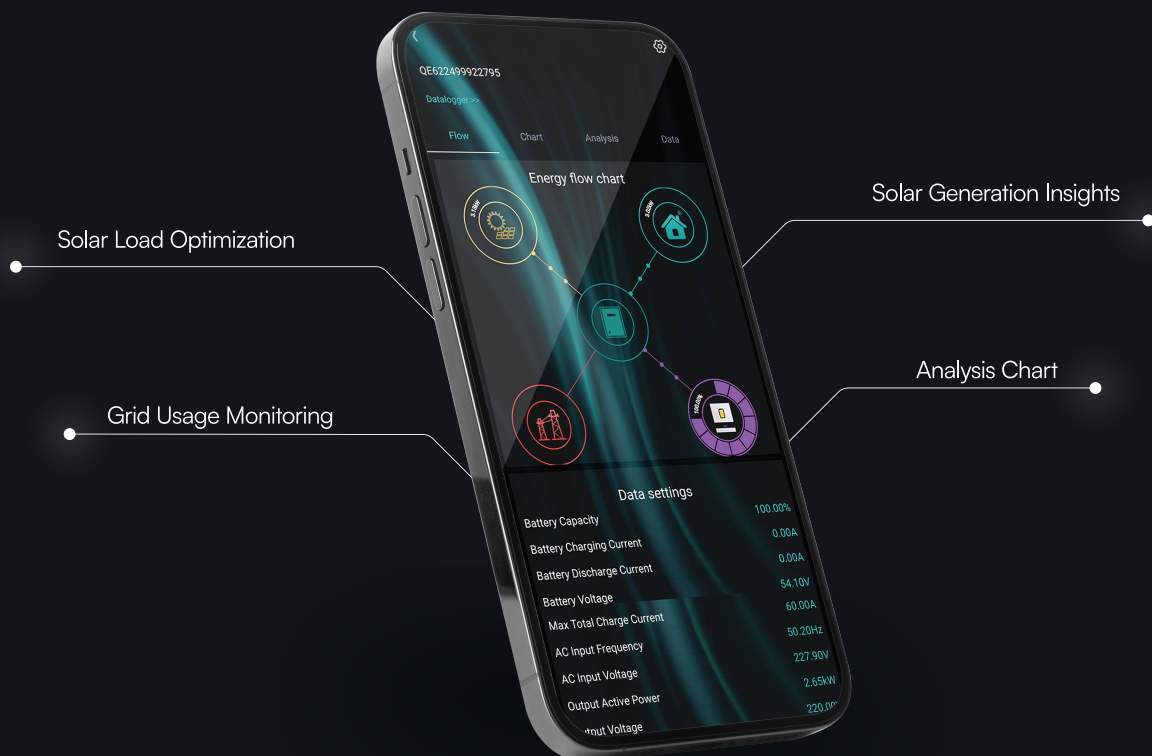 QE622499922795
Datalogger >>
Flow Chart Analysis Data
Energy flow chart
Solar Generation Insights
Solar Load Optimization
Analysis Chart
Grid Usage Monitoring
100.00%
Data settings
Battery Capacity 100.00%
Battery Charging Current 0.00A
Battery Discharge Current 0.00A
Battery Voltage 54.10V
Max Total Charge Current 60.00A
AC Input Frequency 50.20Hz
AC Input Voltage 227.90V
Output Active Power 2.65kW
Voltage